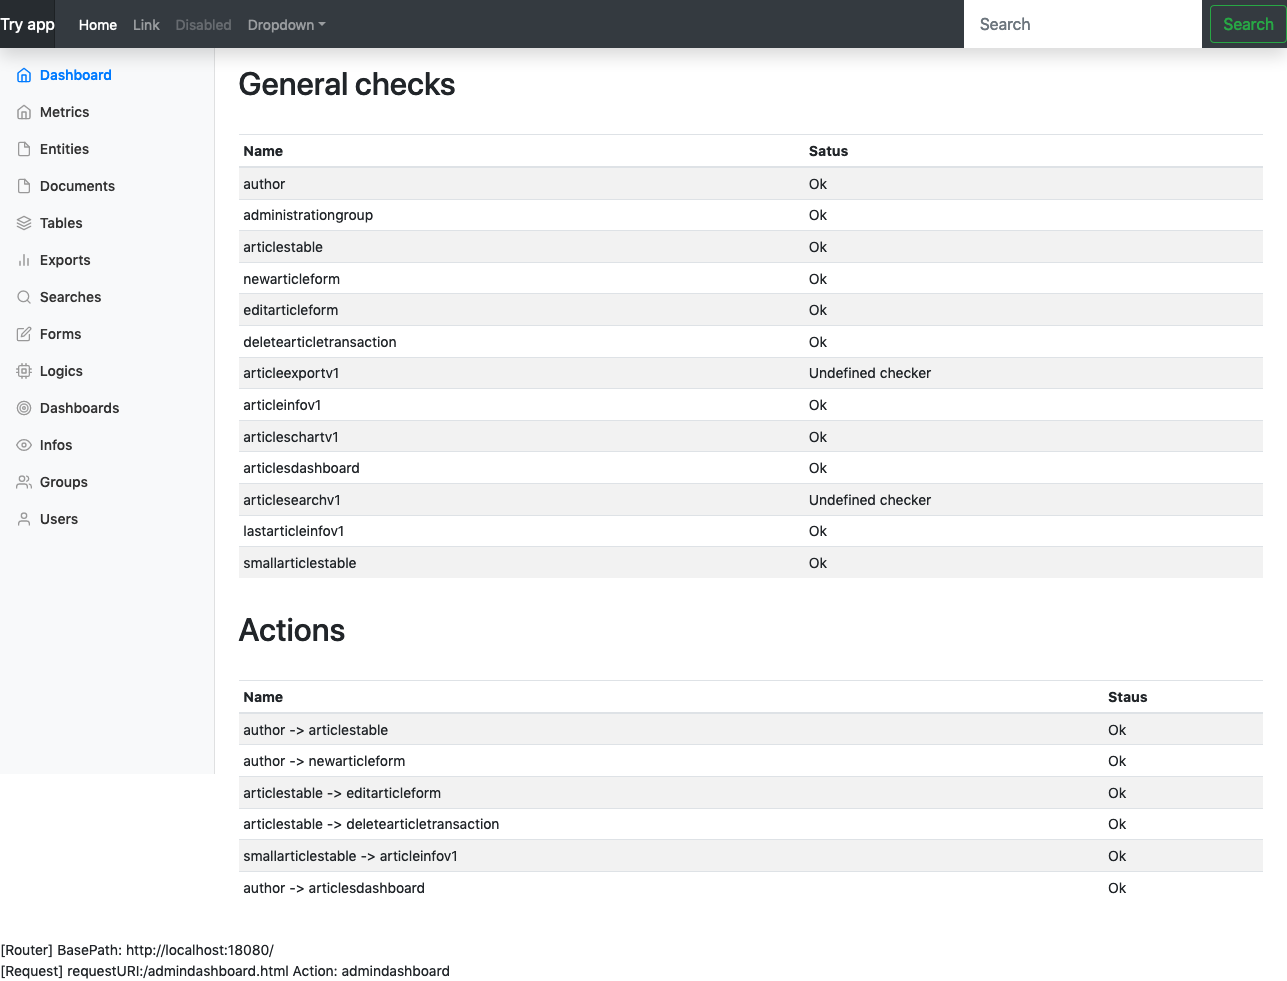 Try app Home Link Disabled Dropdown Search Search
Dashboard
Metrics
Entities
Documents
Tables
Exports
Searches
Forms
Logics
Dashboards
Infos
Groups
Users
General checks
Name Satus
author Ok
administrationgroup Ok
articlestable Ok
newarticleform Ok
editarticleform Ok
deletearticletransaction Ok
articleexportv1 Undefined checker
articleinfov1 Ok
articleschartv1 Ok
articlesdashboard Ok
articlesearchv1 Undefined checker
lastarticleinfov1 Ok
smallarticlestable Ok
Actions
Name Staus
author -> articlestable Ok
author -> newarticleform Ok
articlestable -> editarticleform Ok
articlestable -> deletearticletransaction Ok
smallarticlestable -> articleinfov1 Ok
author -> articlesdashboard Ok
[Router] BasePath: http://localhost:18080/
[Request] requestURI:/admindashboard.html Action: admindashboard